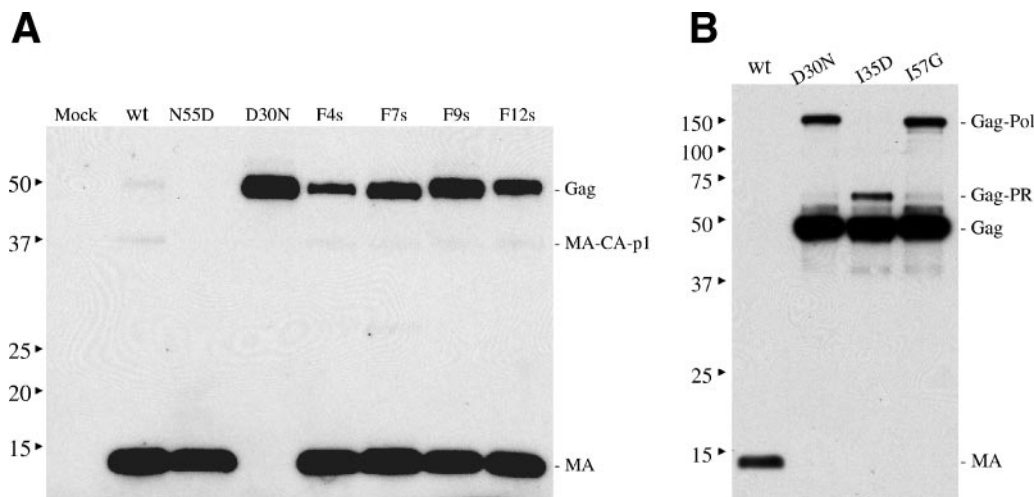 A
B
Mock wt N55D D30N F4s F7s F9s F12s
wt D30N I35D I57G
50 - Gag
37 - MA-CA-p1
25
20
15 - MA
150 - Gag-Pol
100
75 - Gag-PR
50 - Gag
37
25
15 - MA